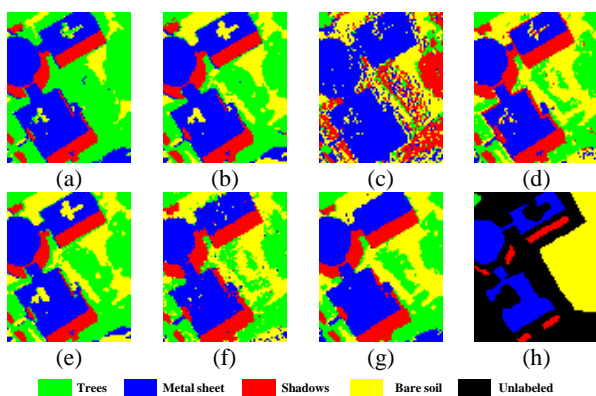 (a) (b) (c) (d)
(e) (f) (g) (h)
Trees Metal sheet Shadows Bare soil Unlabeled